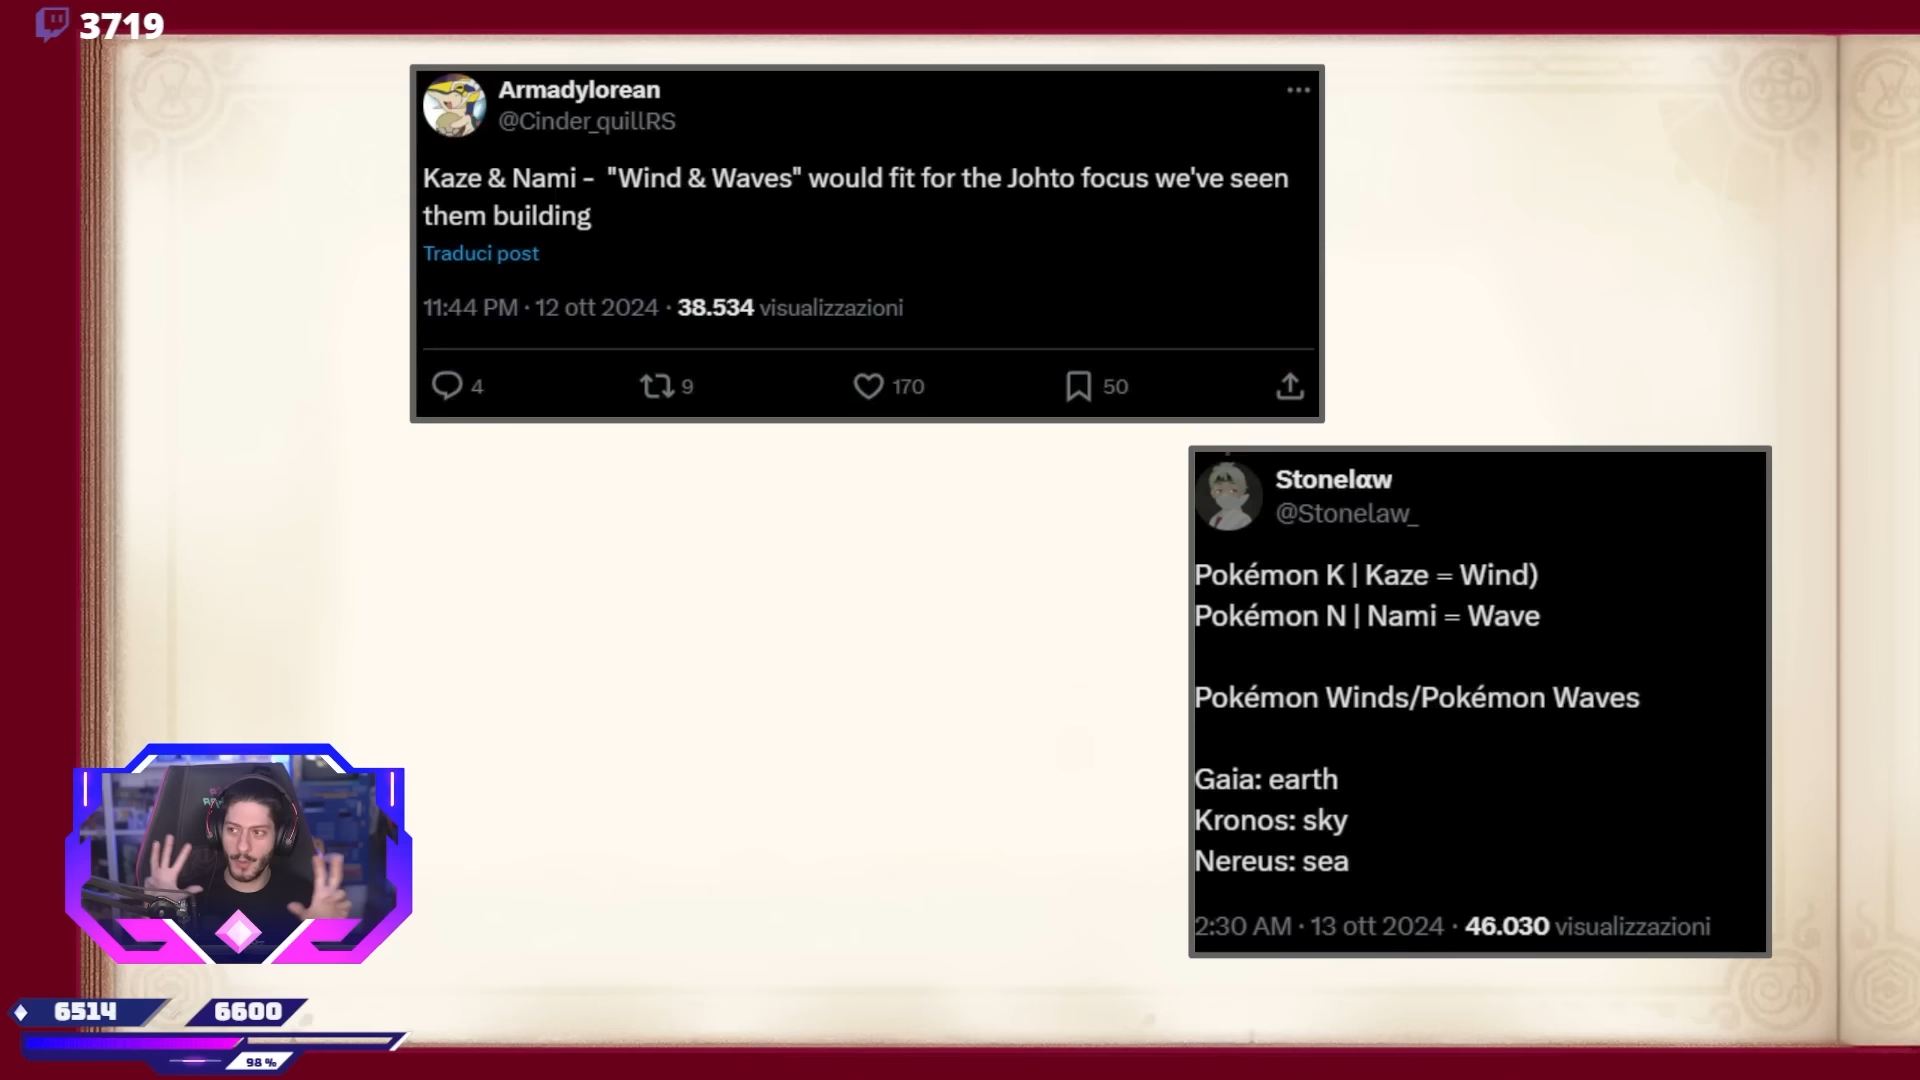 3719
Armadylorean
@Cinder_quillRS
Kaze & Nami - "Wind & Waves" would fit for the Johto focus we've seen
them building
Traduci post
11:44 PM · 12 ott 2024 · 38.534 visualizzazioni
4 9 170 50
Stonelαw
@Stonelaw_
Pokémon K | Kaze = Wind)
Pokémon N | Nami = Wave
Pokémon Winds/Pokémon Waves
Gaia: earth
Kronos: sky
Nereus: sea
2:30 AM · 13 ott 2024 · 46.030 visualizzazioni
6514 6600
98 %